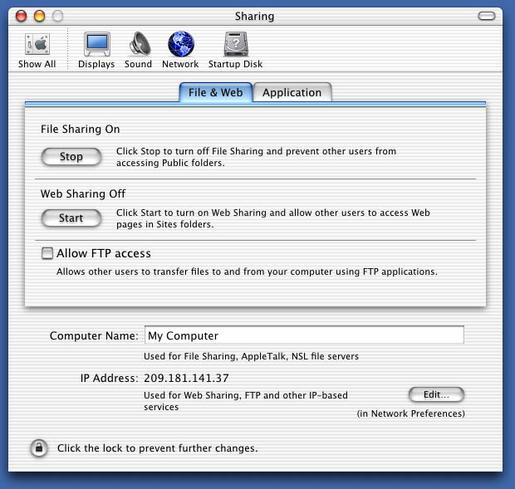 Sharing
Show All Displays Sound Network Startup Disk
File & Web Application
File Sharing On
Stop
Click Stop to turn off File Sharing and prevent other users from
accessing Public folders.
Web Sharing Off
Start
Click Start to turn on Web Sharing and allow other users to access Web
pages in Sites folders.
Allow FTP access
Allows other users to transfer files to and from your computer using FTP applications.
Computer Name: My Computer
Used for File Sharing, AppleTalk, NSL file servers
IP Address: 209.181.141.37
Used for Web Sharing, FTP and other IP-based
services
Edit...
(in Network Preferences)
Click the lock to prevent further changes.